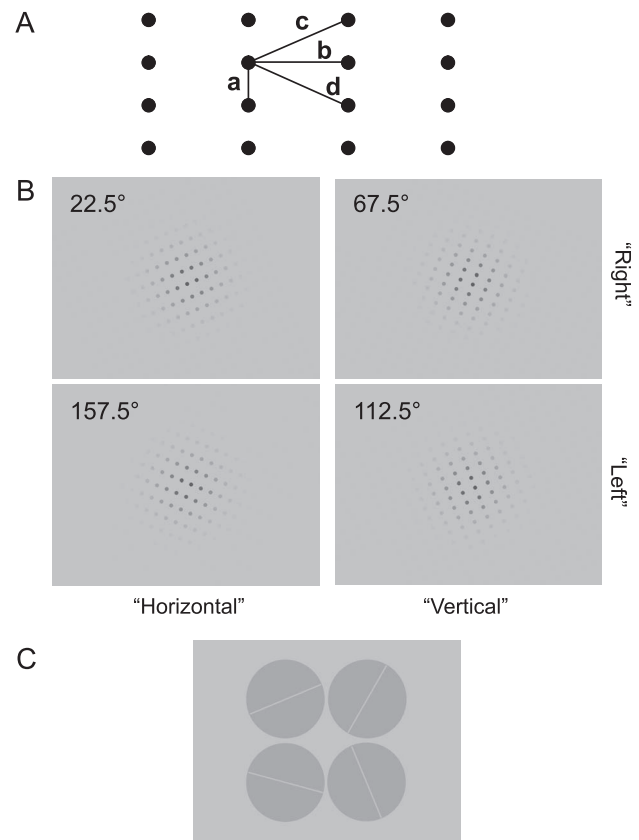 A
c
b
a
d
B
22.5°
67.5°
“Right”
157.5°
112.5°
“Left”
“Horizontal”
“Vertical”
C